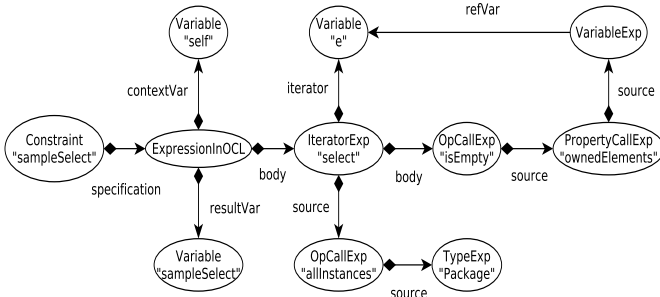 refVar
Variable
"self"
Variable
"e"
VariableExp
contextVar
iterator
source
Constraint
"sampleSelect"
ExpressionInOCL
IteratorExp
"select"
OpCallExp
"isEmpty"
PropertyCallExp
"ownedElements"
specification
body
body
source
resultVar
source
Variable
"sampleSelect"
OpCallExp
"allInstances"
TypeExp
"Package"
source